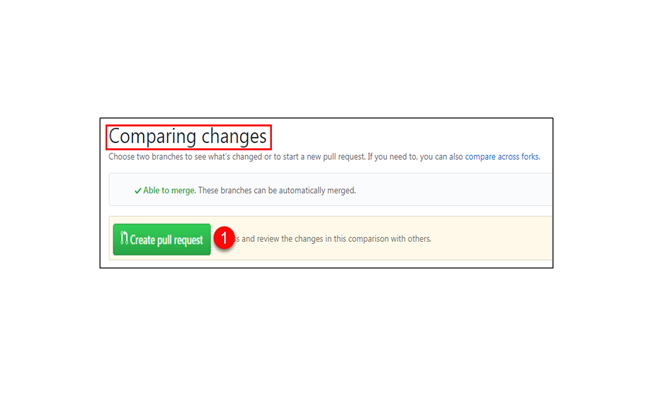 Comparing changes
Choose two branches to see what's changed or to start a new pull request. If you need to, you can also compare across forks.
✓ Able to merge. These branches can be automatically merged.
Create pull request 1 and review the changes in this comparison with others.